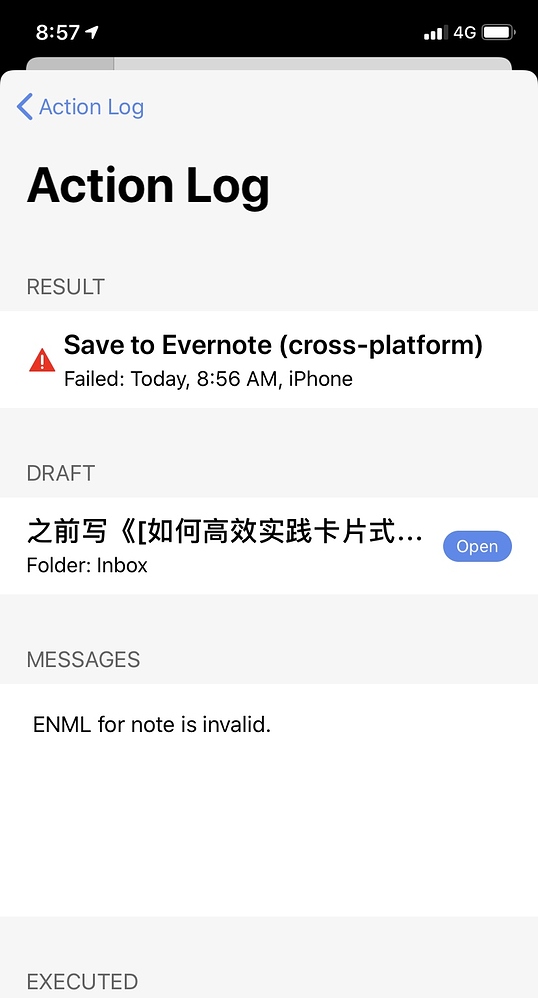 8:57
4G
Action Log
Action Log
RESULT
Save to Evernote (cross-platform)
Failed: Today, 8:56 AM, iPhone
DRAFT
之前写《[如何高效实践卡片式...
Folder: Inbox
Open
MESSAGES
ENML for note is invalid.
EXECUTED